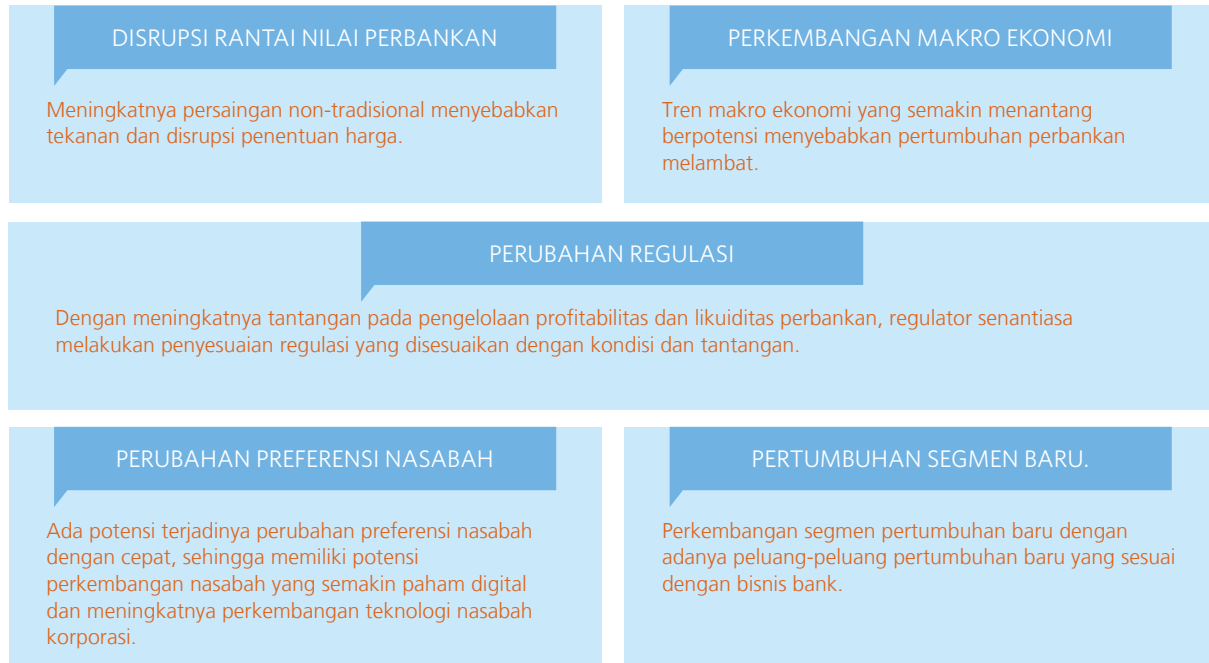 DISRUPSI RANTAI NILAI PERBANKAN
Meningkatnya persaingan non-tradisional menyebabkan
tekanan dan disrupsi penentuan harga.
PERKEMBANGAN MAKRO EKONOMI
Tren makro ekonomi yang semakin menantang
berpotensi menyebabkan pertumbuhan perbankan
melambat.
PERUBAHAN REGULASI
Dengan meningkatnya tantangan pada pengelolaan profitabilitas dan likuiditas perbankan, regulator senantiasa
melakukan penyesuaian regulasi yang disesuaikan dengan kondisi dan tantangan.
PERUBAHAN PREFERENSI NASABAH
Ada potensi terjadinya perubahan preferensi nasabah
dengan cepat, sehingga memiliki potensi
perkembangan nasabah yang semakin paham digital
dan meningkatnya perkembangan teknologi nasabah
korporasi.
PERTUMBUHAN SEGMEN BARU.
Perkembangan segmen pertumbuhan baru dengan
adanya peluang-peluang pertumbuhan baru yang sesuai
dengan bisnis bank.